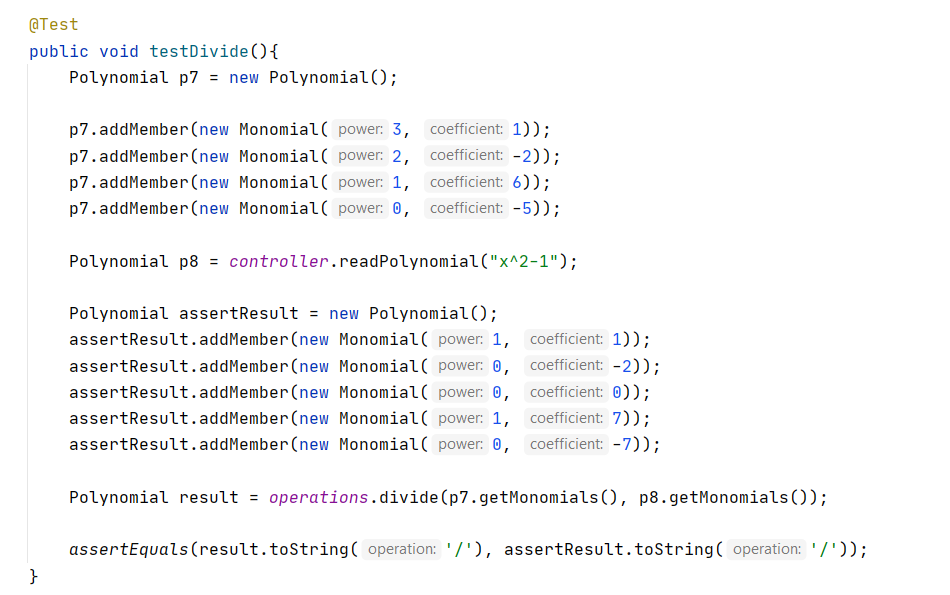 @Test
public void testDivide(){
Polynomial p7 = new Polynomial();
p7.addMember(new Monomial( power: 3, coefficient: 1));
p7.addMember(new Monomial( power: 2, coefficient: -2));
p7.addMember(new Monomial( power: 1, coefficient: 6));
p7.addMember(new Monomial( power: 0, coefficient: -5));
Polynomial p8 = controller.readPolynomial("x^2-1");
Polynomial assertResult = new Polynomial();
assertResult.addMember(new Monomial( power: 1, coefficient: 1));
assertResult.addMember(new Monomial( power: 0, coefficient: -2));
assertResult.addMember(new Monomial( power: 0, coefficient: 0));
assertResult.addMember(new Monomial( power: 1, coefficient: 7));
assertResult.addMember(new Monomial( power: 0, coefficient: -7));
Polynomial result = operations.divide(p7.getMonomials(), p8.getMonomials());
assertEquals(result.toString( operation: '/'), assertResult.toString( operation: '/'));
}